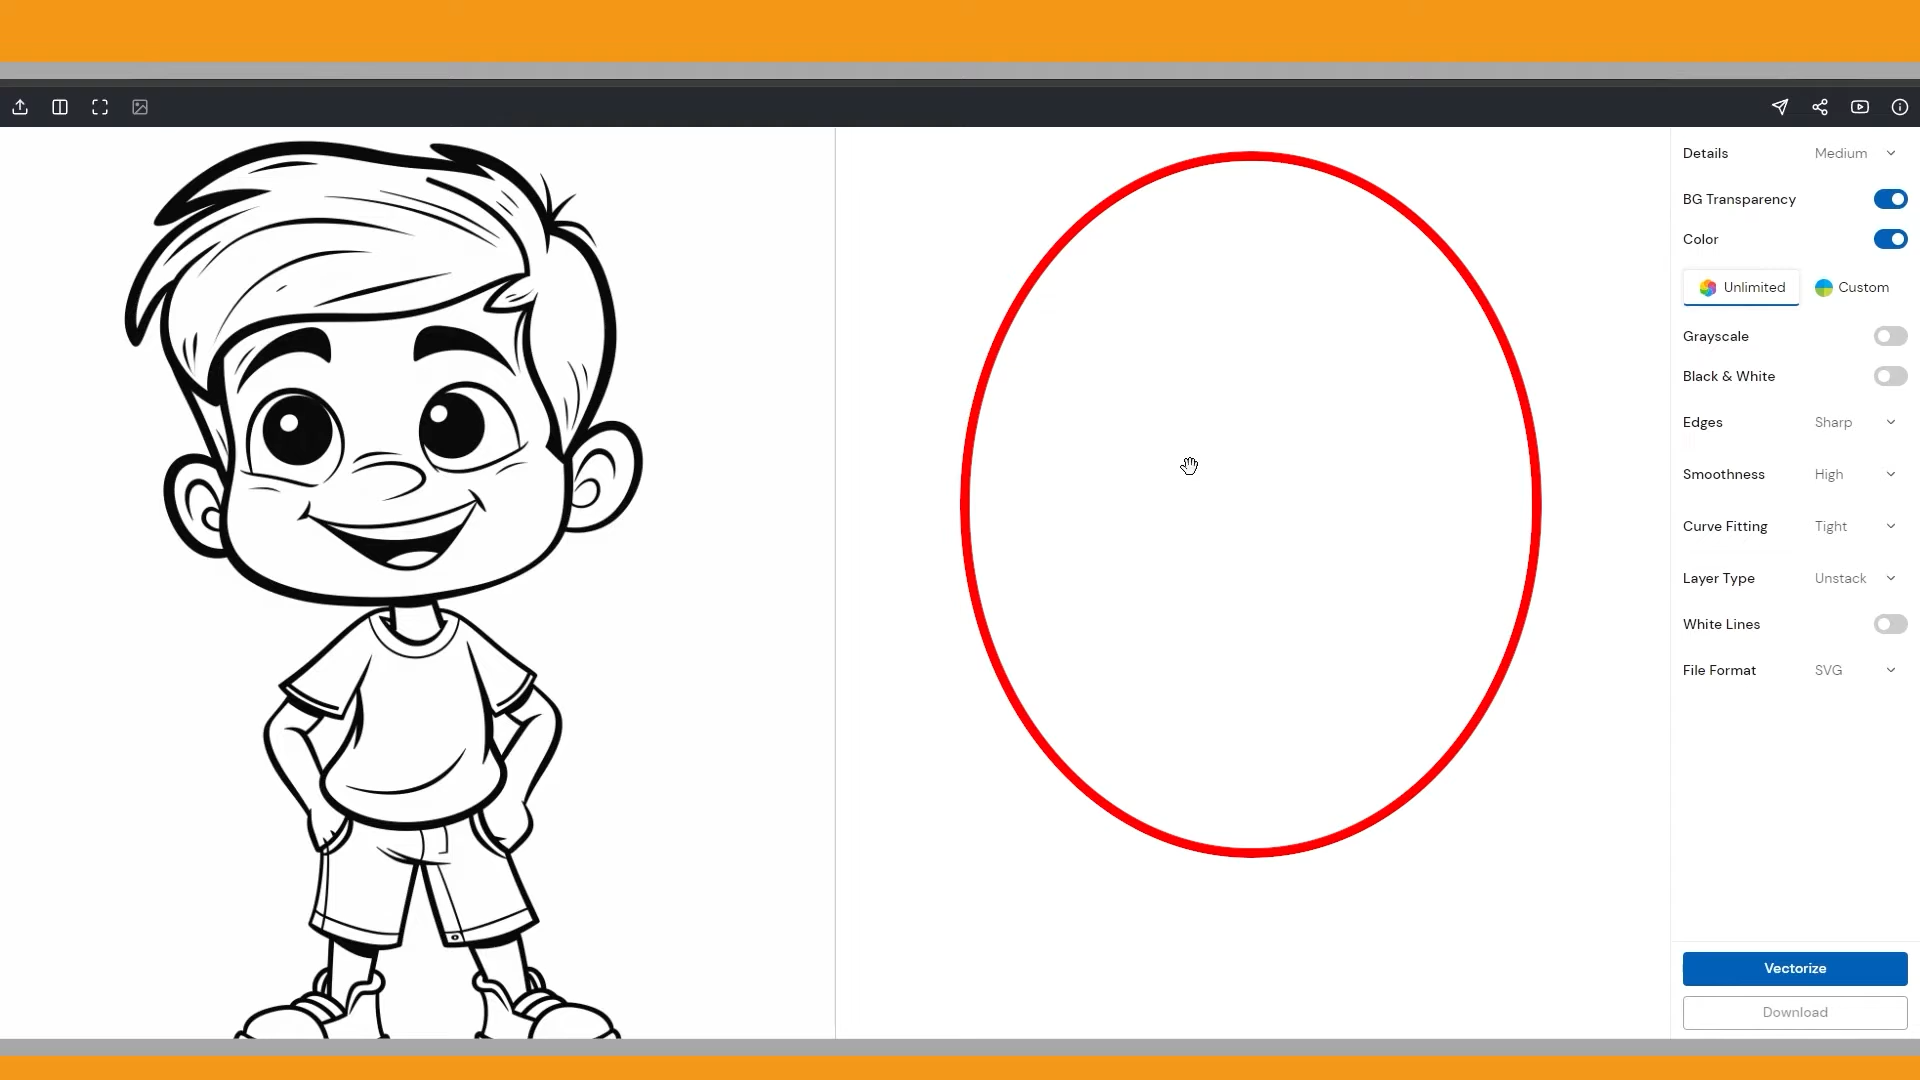 Details Medium
BG Transparency
Color
Unlimited Custom
Grayscale
Black & White
Edges Sharp
Smoothness High
Curve Fitting Tight
Layer Type Unstack
White Lines
File Format SVG
Vectorize
Download